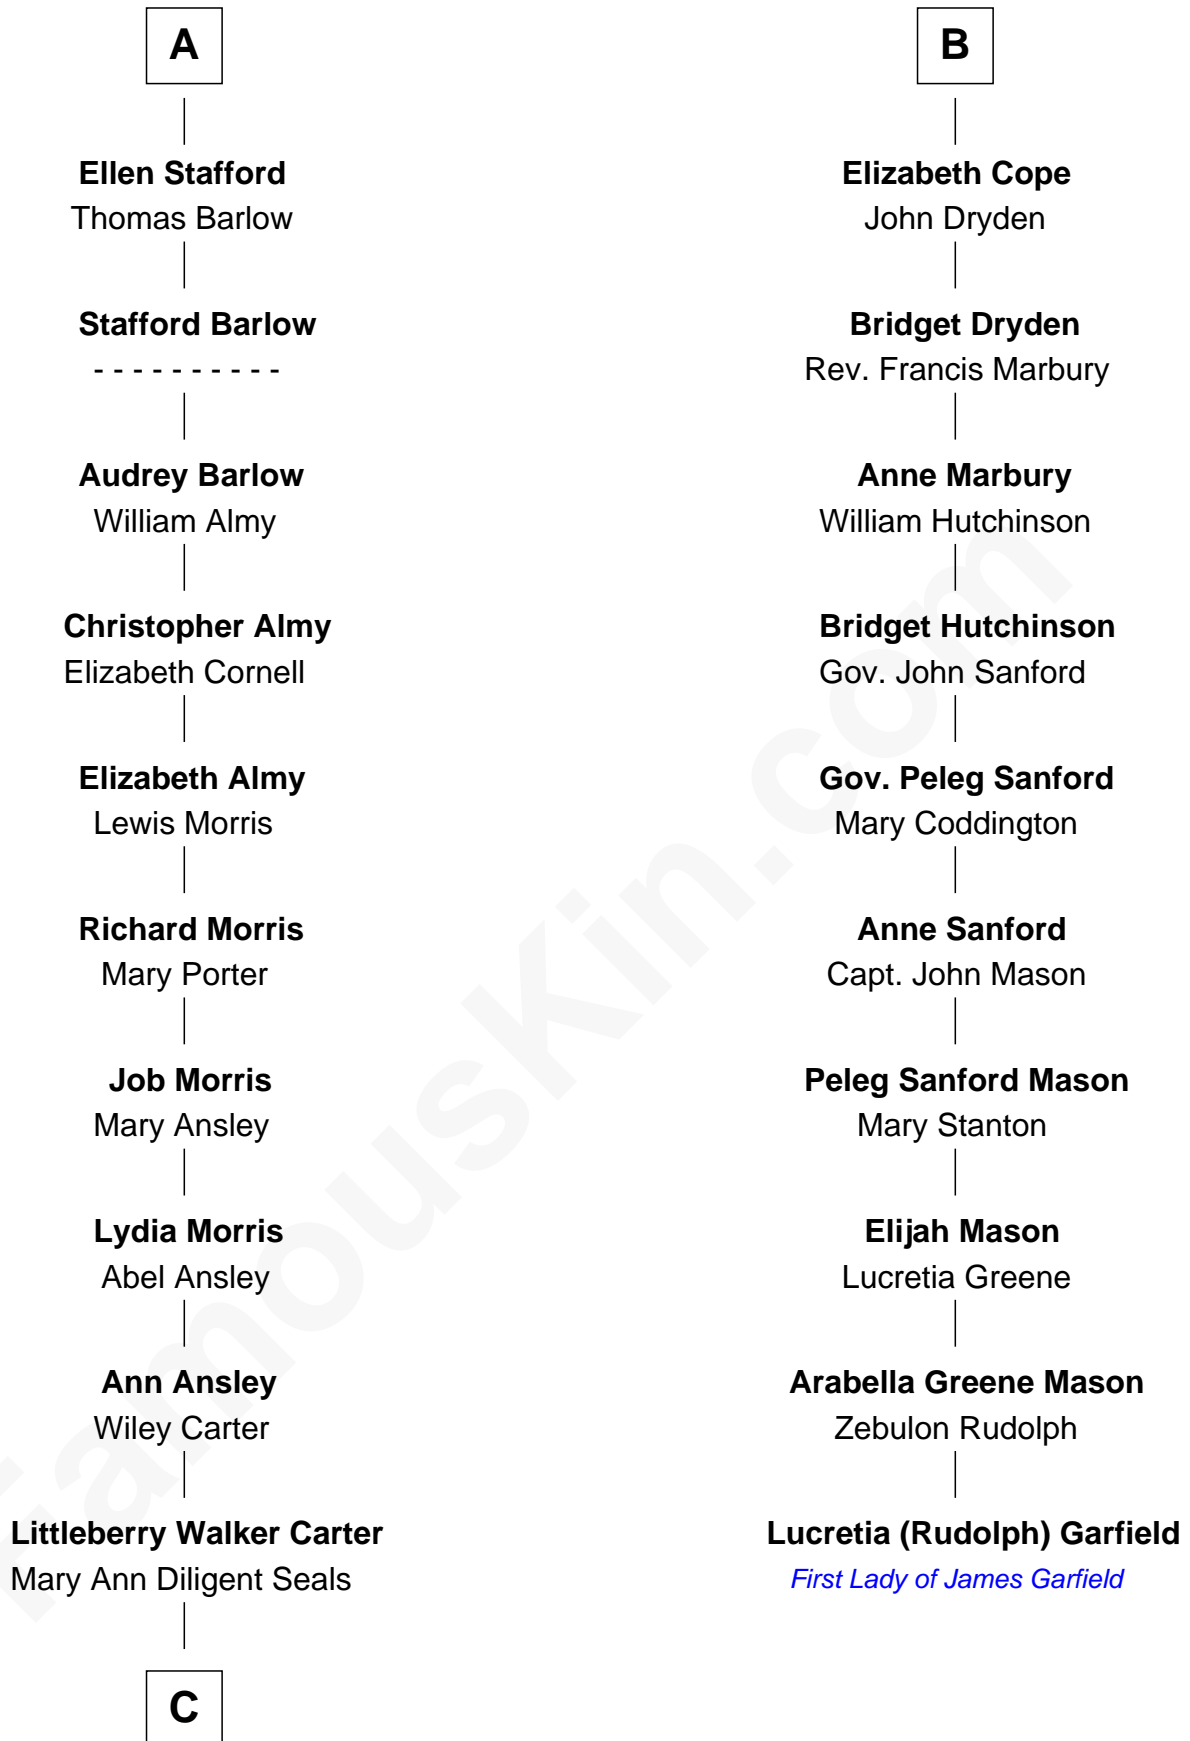 A
Ellen Stafford
Thomas Barlow
Stafford Barlow
- - - - - - - - - -
Audrey Barlow
William Almy
Christopher Almy
Elizabeth Cornell
Elizabeth Almy
Lewis Morris
Richard Morris
Mary Porter
Job Morris
Mary Ansley
Lydia Morris
Abel Ansley
Ann Ansley
Wiley Carter
Littleberry Walker Carter
Mary Ann Diligent Seals
C
B
Elizabeth Cope
John Dryden
Bridget Dryden
Rev. Francis Marbury
Anne Marbury
William Hutchinson
Bridget Hutchinson
Gov. John Sanford
Gov. Peleg Sanford
Mary Coddington
Anne Sanford
Capt. John Mason
Peleg Sanford Mason
Mary Stanton
Elijah Mason
Lucretia Greene
Arabella Greene Mason
Zebulon Rudolph
Lucretia (Rudolph) Garfield
First Lady of James Garfield
FamousKin.com